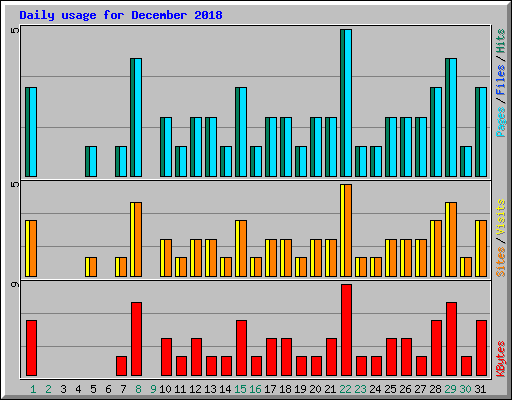 Daily usage for December 2018
5
Pages / Files / Hits
5
Sites / Visits
9
KBytes
1 2 3 4 5 6 7 8 9 10 11 12 13 14 15 16 17 18 19 20 21 22 23 24 25 26 27 28 29 30 31